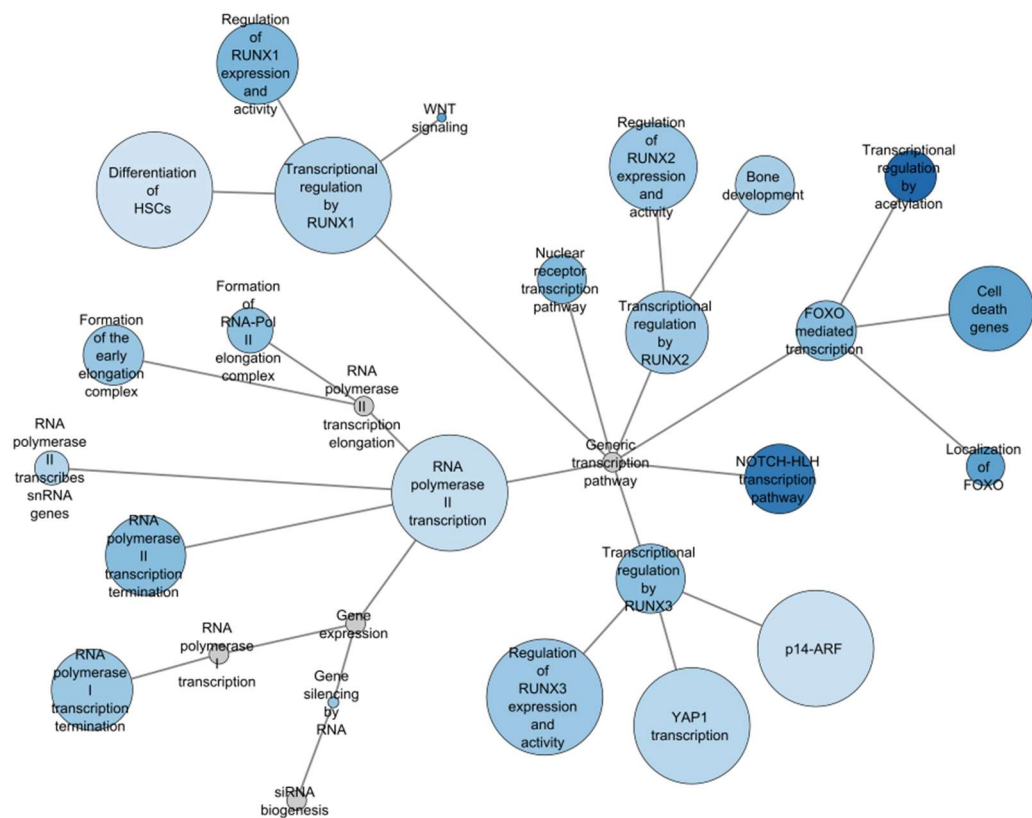 Regulation
of
RUNX1
expression
and
activity
WNT
signaling
Differentiation
of
HSCs
Transcriptional
regulation
by
RUNX1
Regulation
of
RUNX2
expression
and
activity
Bone
development
Transcriptional
regulation by
acetylation
Nuclear
receptor
transcription
pathway
Transcriptional
regulation
by
RUNX2
FOXO
mediated
transcription
Cell
death
genes
Formation
of
RNA-Pol
II
elongation
complex
Formation
of the
early
elongation
complex
RNA
polymerase
II
transcription
elongation
RNA
polymerase
II
transcribes
snRNA
genes
RNA
polymerase
II
transcription
Generic
transcription
pathway
NOTCH-HLH
transcription
pathway
Localization
of
FOXO
RNA
polymerase
II
transcription
termination
Transcriptional
regulation
by
RUNX3
Gene
expression
RNA
polymerase
I
transcription
RNA
polymerase
I
transcription
termination
Gene
silencing
by
RNA
Regulation
of
RUNX3
expression
and
activity
p14-ARF
YAP1
transcription
siRNA
biogenesis